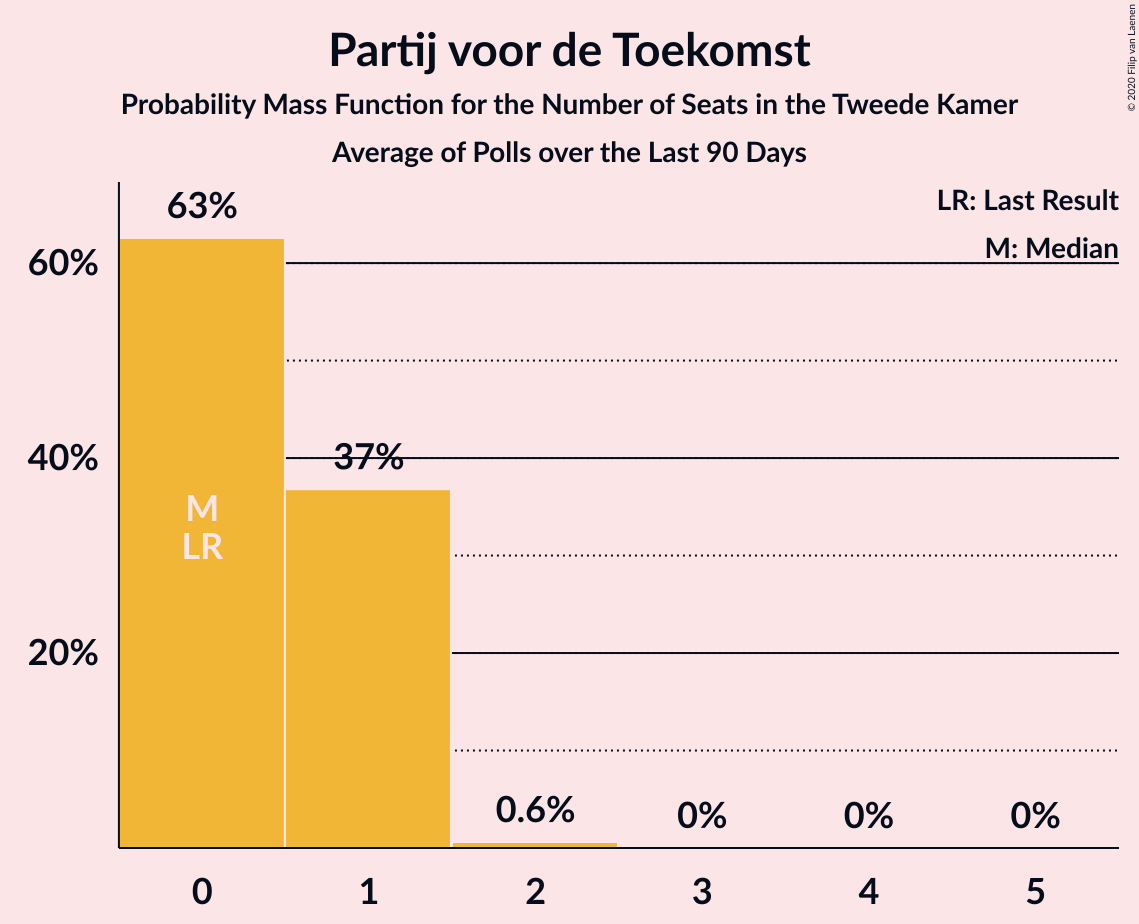 Partij voor de Toekomst
Probability Mass Function for the Number of Seats in the Tweede Kamer
Average of Polls over the Last 90 Days
© 2020 Filip van Laenen
LR: Last Result
M: Median
63%
60%
37%
40%
M
LR
20%
0.6%
0%
0%
0%
0
1
2
3
4
5